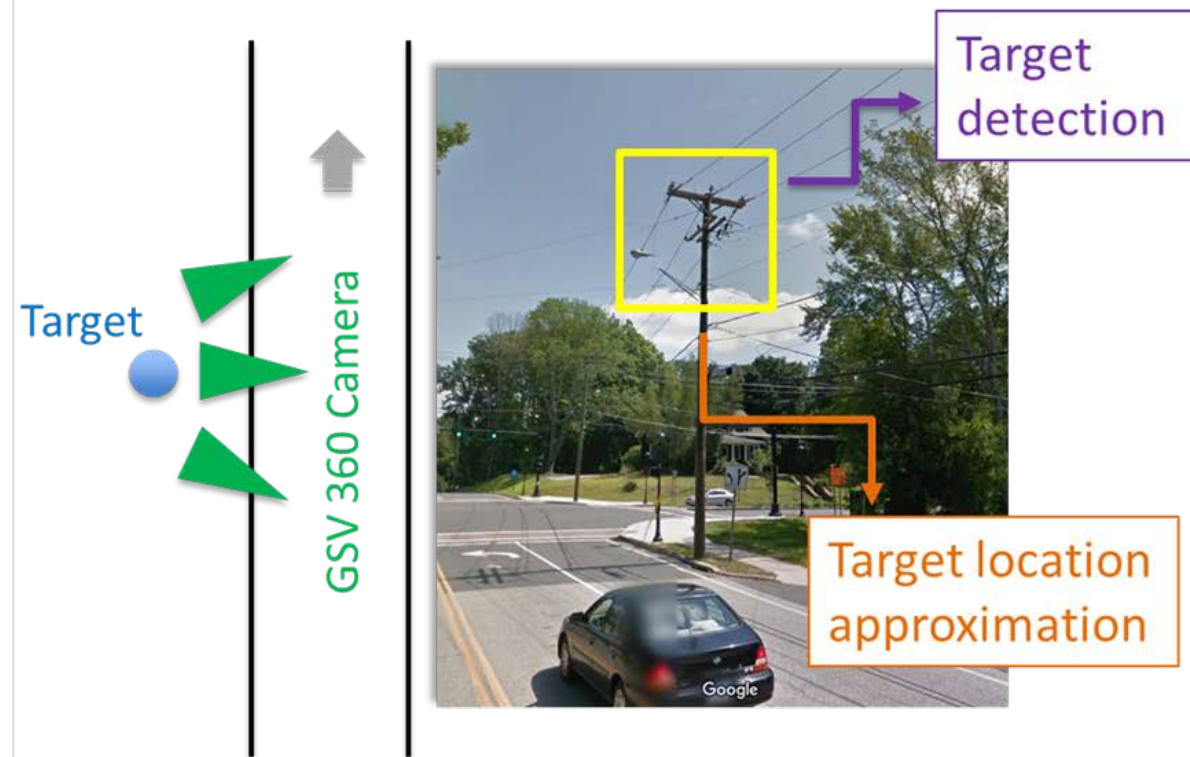 Target
GSV 360 Camera
Target
detection
Target location
approximation
Google